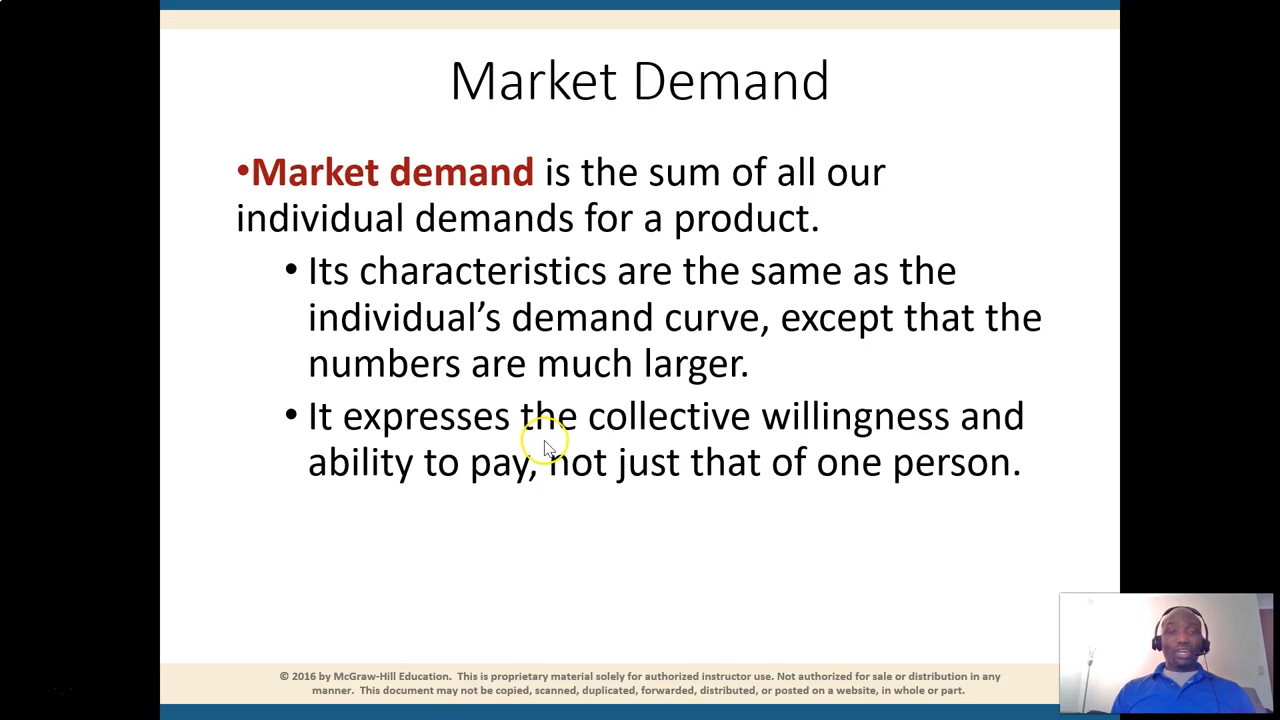 Market Demand
•Market demand is the sum of all our
individual demands for a product.
• Its characteristics are the same as the
individual’s demand curve, except that the
numbers are much larger.
• It expresses the collective willingness and
ability to pay, not just that of one person.
© 2016 by McGraw-Hill Education. This is proprietary material solely for authorized instructor use. Not authorized for sale or distribution in any
manner. This document may not be copied, scanned, duplicated, forwarded, distributed, or posted on a website, in whole or part.